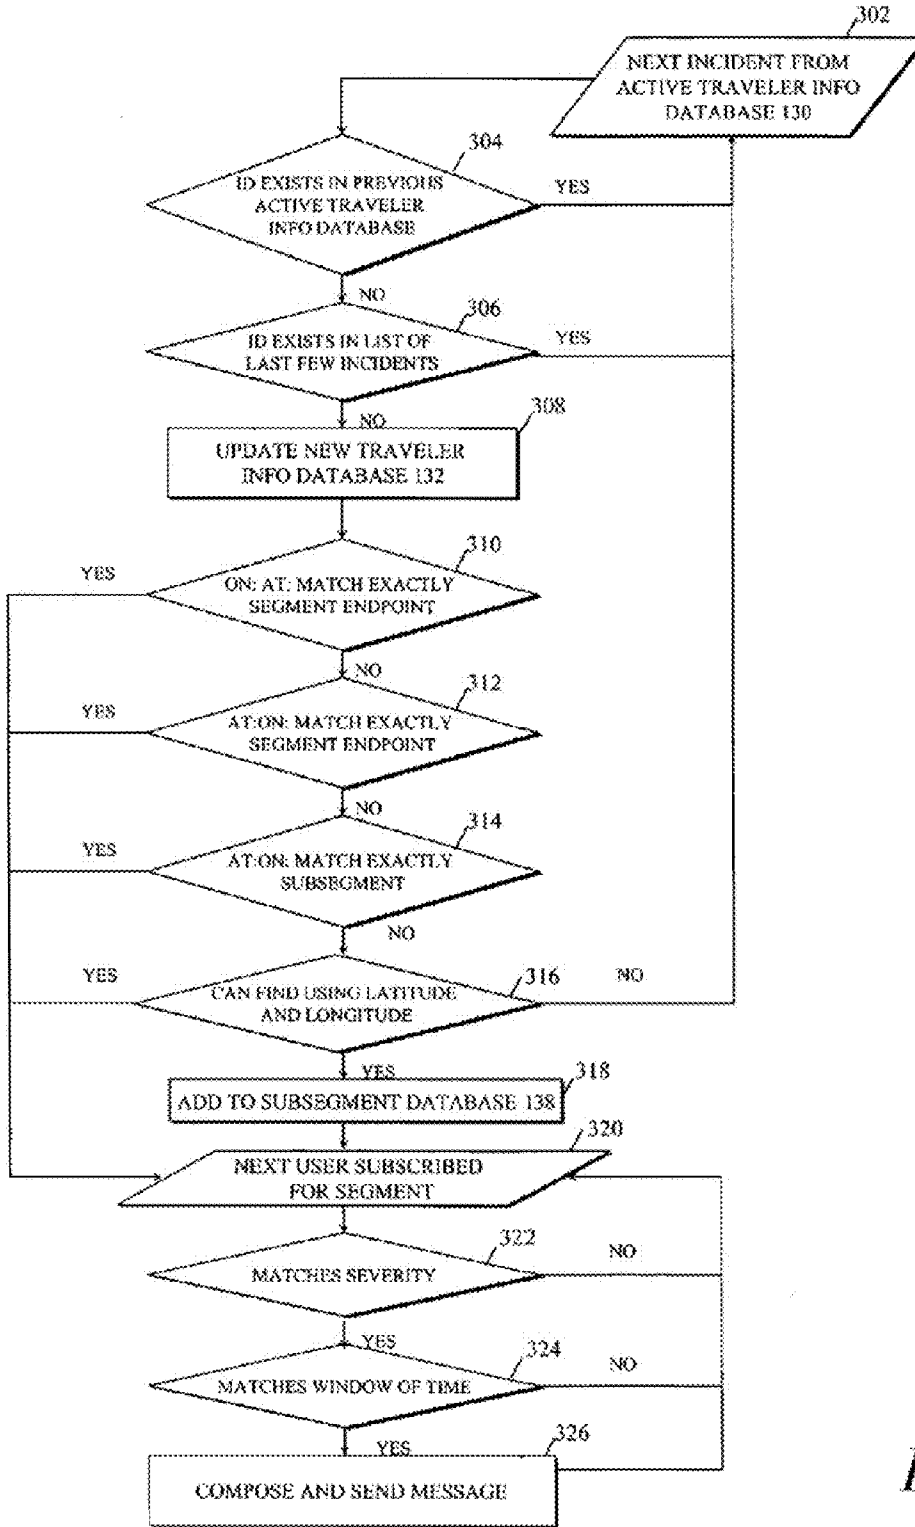 302
NEXT INCIDENT FROM
ACTIVE TRAVELER INFO
DATABASE 130
304
ID EXISTS IN PREVIOUS
ACTIVE TRAVELER
INFO DATABASE
YES
NO
306
ID EXISTS IN LIST OF
LAST FEW INCIDENTS
YES
NO
308
UPDATE NEW TRAVELER
INFO DATABASE 132
310
YES
ON: AT: MATCH EXACTLY
SEGMENT ENDPOINT
NO
312
YES
AT:ON: MATCH EXACTLY
SEGMENT ENDPOINT
NO
314
YES
AT:ON: MATCH EXACTLY
SUBSEGMENT
NO
YES
316
NO
CAN FIND USING LATITUDE
AND LONGITUDE
YES
318
ADD TO SUBSEGMENT DATABASE 138
320
NEXT USER SUBSCRIBED
FOR SEGMENT
322
NO
MATCHES SEVERITY
YES
324
NO
MATCHES WINDOW OF TIME
YES
326
COMPOSE AND SEND MESSAGE